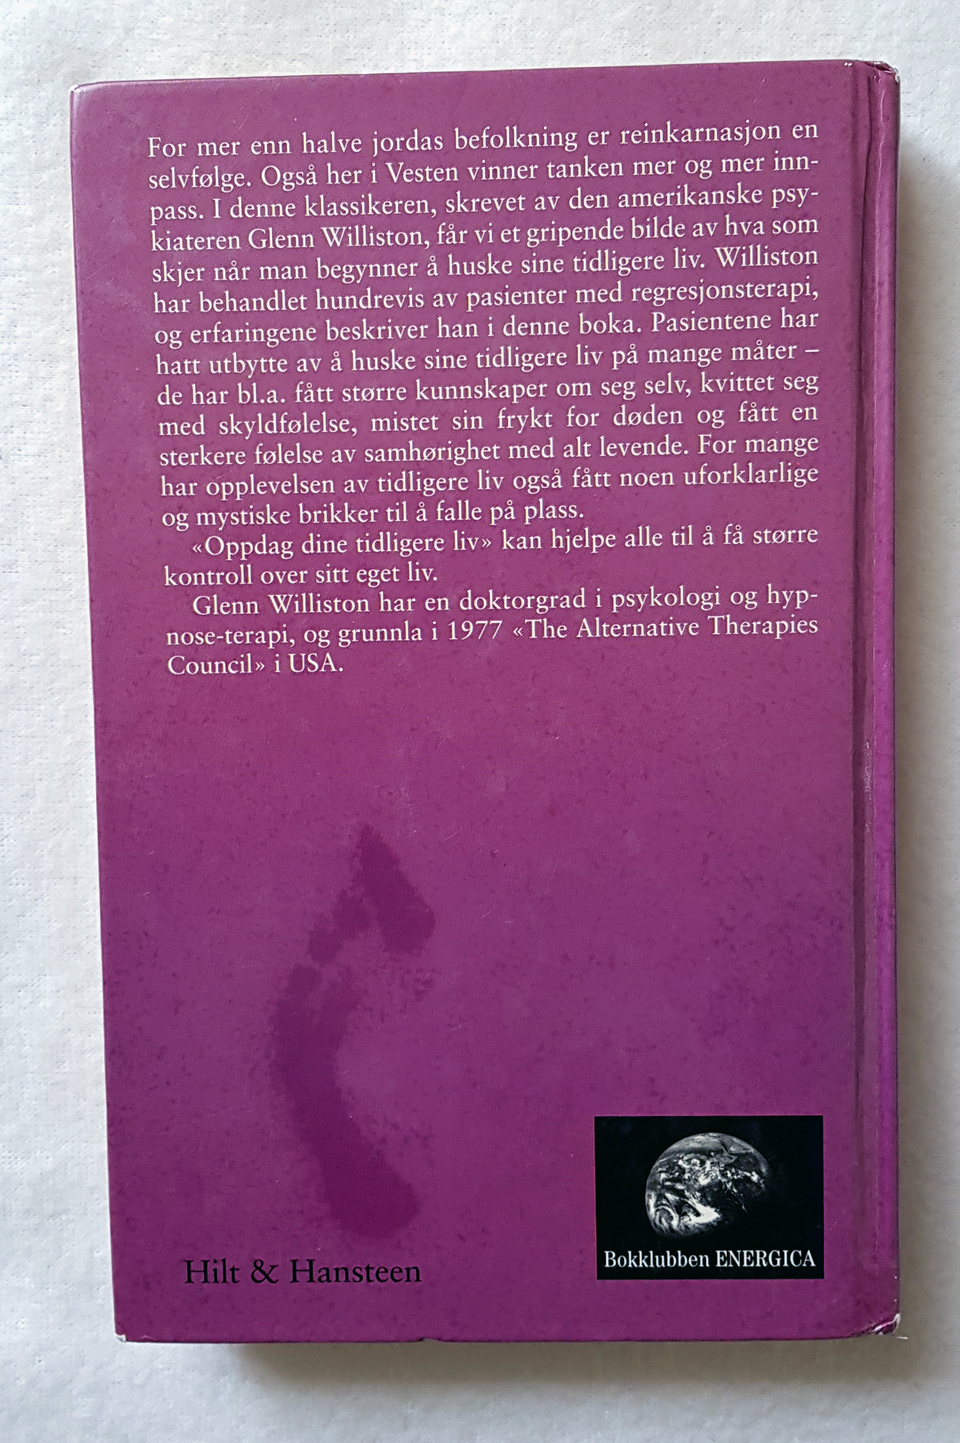 For mer enn halve jordas befolkning er reinkarnasjon en
selvfølge. Også her i Vesten vinner tanken mer og mer inn-
pass. I denne klassikeren, skrevet av den amerikanske psy-
kiateren Glenn Williston, får vi et gripende bilde av hva som
skjer når man begynner å huske sine tidligere liv. Williston
har behandlet hundrevis av pasienter med regresjonsterapi,
og erfaringene beskriver han i denne boka. Pasientene har
hatt utbytte av å huske sine tidligere liv på mange måter –
de har bl.a. fått større kunnskaper om seg selv, kvittet seg
med skyldfølelse, mistet sin frykt for døden og fått en
sterkere følelse av samhørighet med alt levende. For mange
har opplevelsen av tidligere liv også fått noen uforklarlige
og mystiske brikker til å falle på plass.
«Oppdag dine tidligere liv» kan hjelpe alle til å få større
kontroll over sitt eget liv.
Glenn Williston har en doktorgrad i psykologi og hyp-
nose-terapi, og grunnla i 1977 «The Alternative Therapies
Council» i USA.
Hilt & Hansteen
Bokklubben ENERGICA